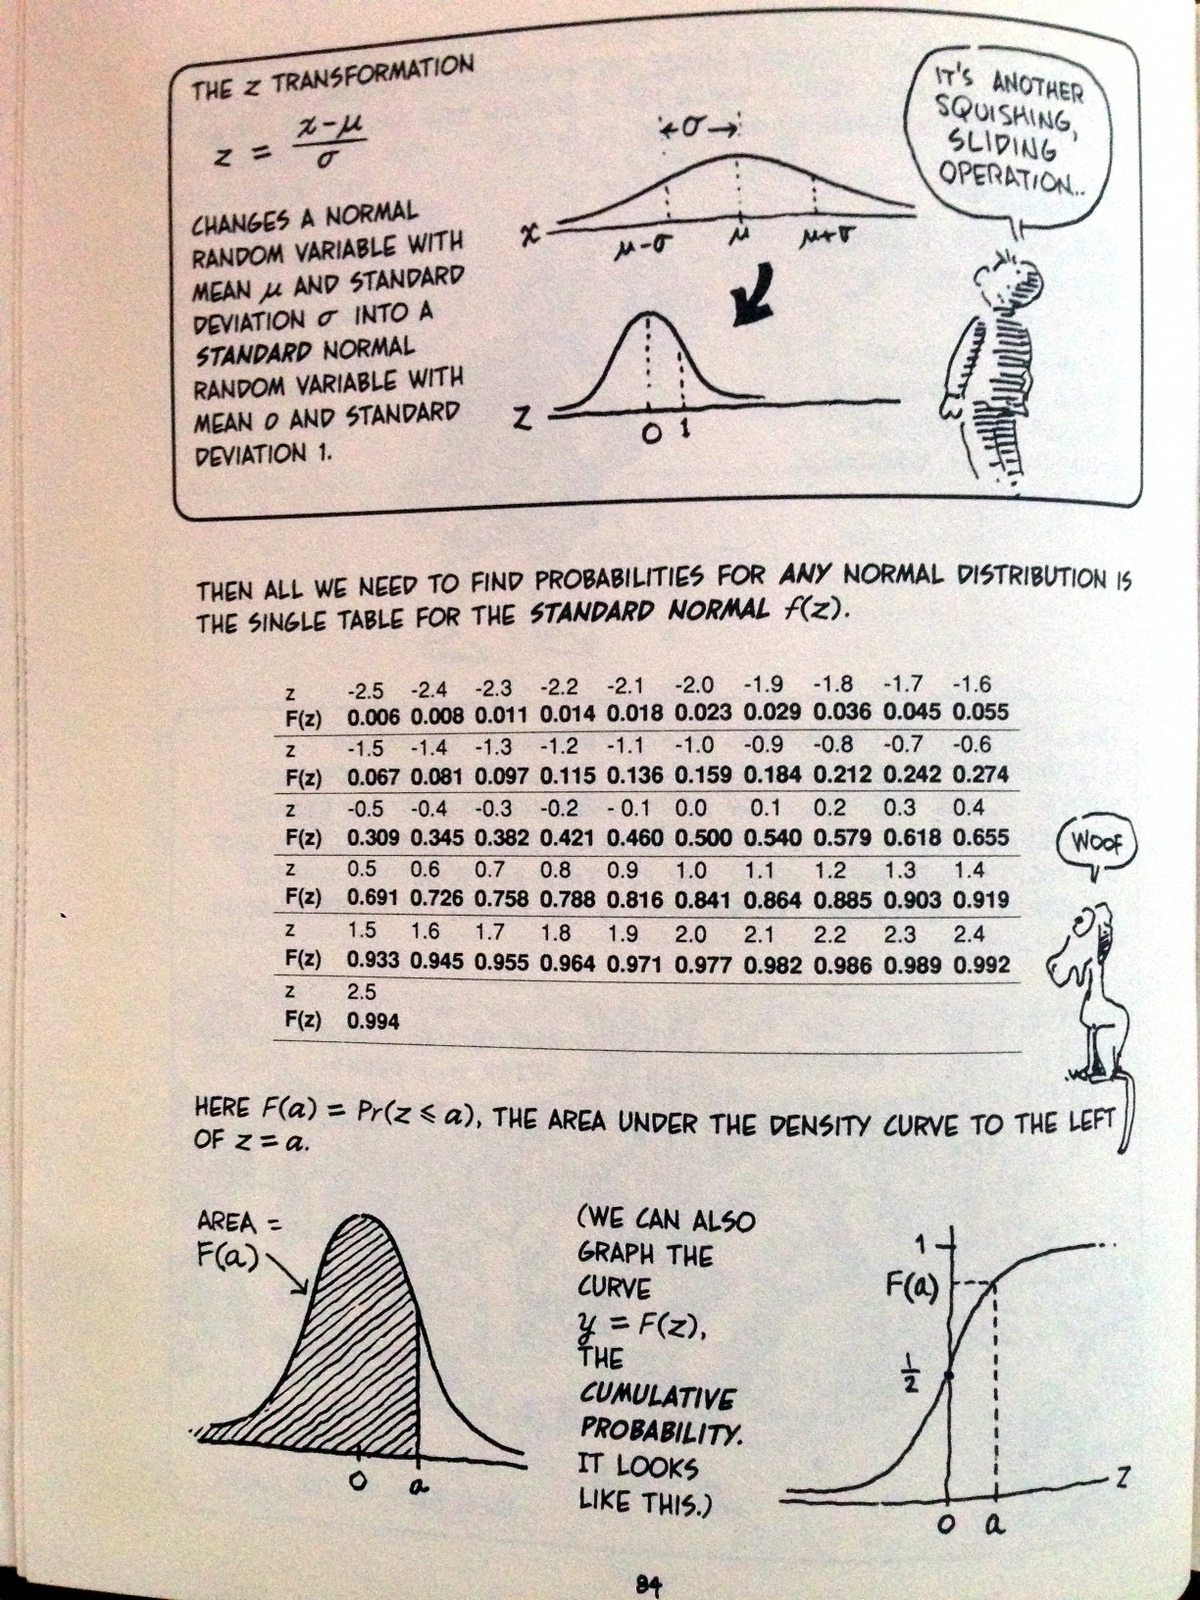 THE Z TRANSFORMATION
z = x-μ
σ
CHANGES A NORMAL
RANDOM VARIABLE WITH
MEAN μ AND STANDARD
DEVIATION σ INTO A
STANDARD NORMAL
RANDOM VARIABLE WITH
MEAN 0 AND STANDARD
DEVIATION 1.
←σ→
x
μ-σ μ μ+σ
z
0 1
IT'S ANOTHER
SQUISHING,
SLIDING
OPERATION...
THEN ALL WE NEED TO FIND PROBABILITIES FOR ANY NORMAL DISTRIBUTION IS
THE SINGLE TABLE FOR THE STANDARD NORMAL f(z).
z -2.5 -2.4 -2.3 -2.2 -2.1 -2.0 -1.9 -1.8 -1.7 -1.6
F(z) 0.006 0.008 0.011 0.014 0.018 0.023 0.029 0.036 0.045 0.055
z -1.5 -1.4 -1.3 -1.2 -1.1 -1.0 -0.9 -0.8 -0.7 -0.6
F(z) 0.067 0.081 0.097 0.115 0.136 0.159 0.184 0.212 0.242 0.274
z -0.5 -0.4 -0.3 -0.2 - 0.1 0.0 0.1 0.2 0.3 0.4
F(z) 0.309 0.345 0.382 0.421 0.460 0.500 0.540 0.579 0.618 0.655
z 0.5 0.6 0.7 0.8 0.9 1.0 1.1 1.2 1.3 1.4
F(z) 0.691 0.726 0.758 0.788 0.816 0.841 0.864 0.885 0.903 0.919
z 1.5 1.6 1.7 1.8 1.9 2.0 2.1 2.2 2.3 2.4
F(z) 0.933 0.945 0.955 0.964 0.971 0.977 0.982 0.986 0.989 0.992
z 2.5
F(z) 0.994
WOOF
HERE F(a) = Pr(z ≤ a), THE AREA UNDER THE DENSITY CURVE TO THE LEFT
OF z = a.
AREA =
F(a)
0 a
(WE CAN ALSO
GRAPH THE
CURVE
y = F(z),
THE
CUMULATIVE
PROBABILITY.
IT LOOKS
LIKE THIS.)
1
F(a)
1/2
z
0 a
84